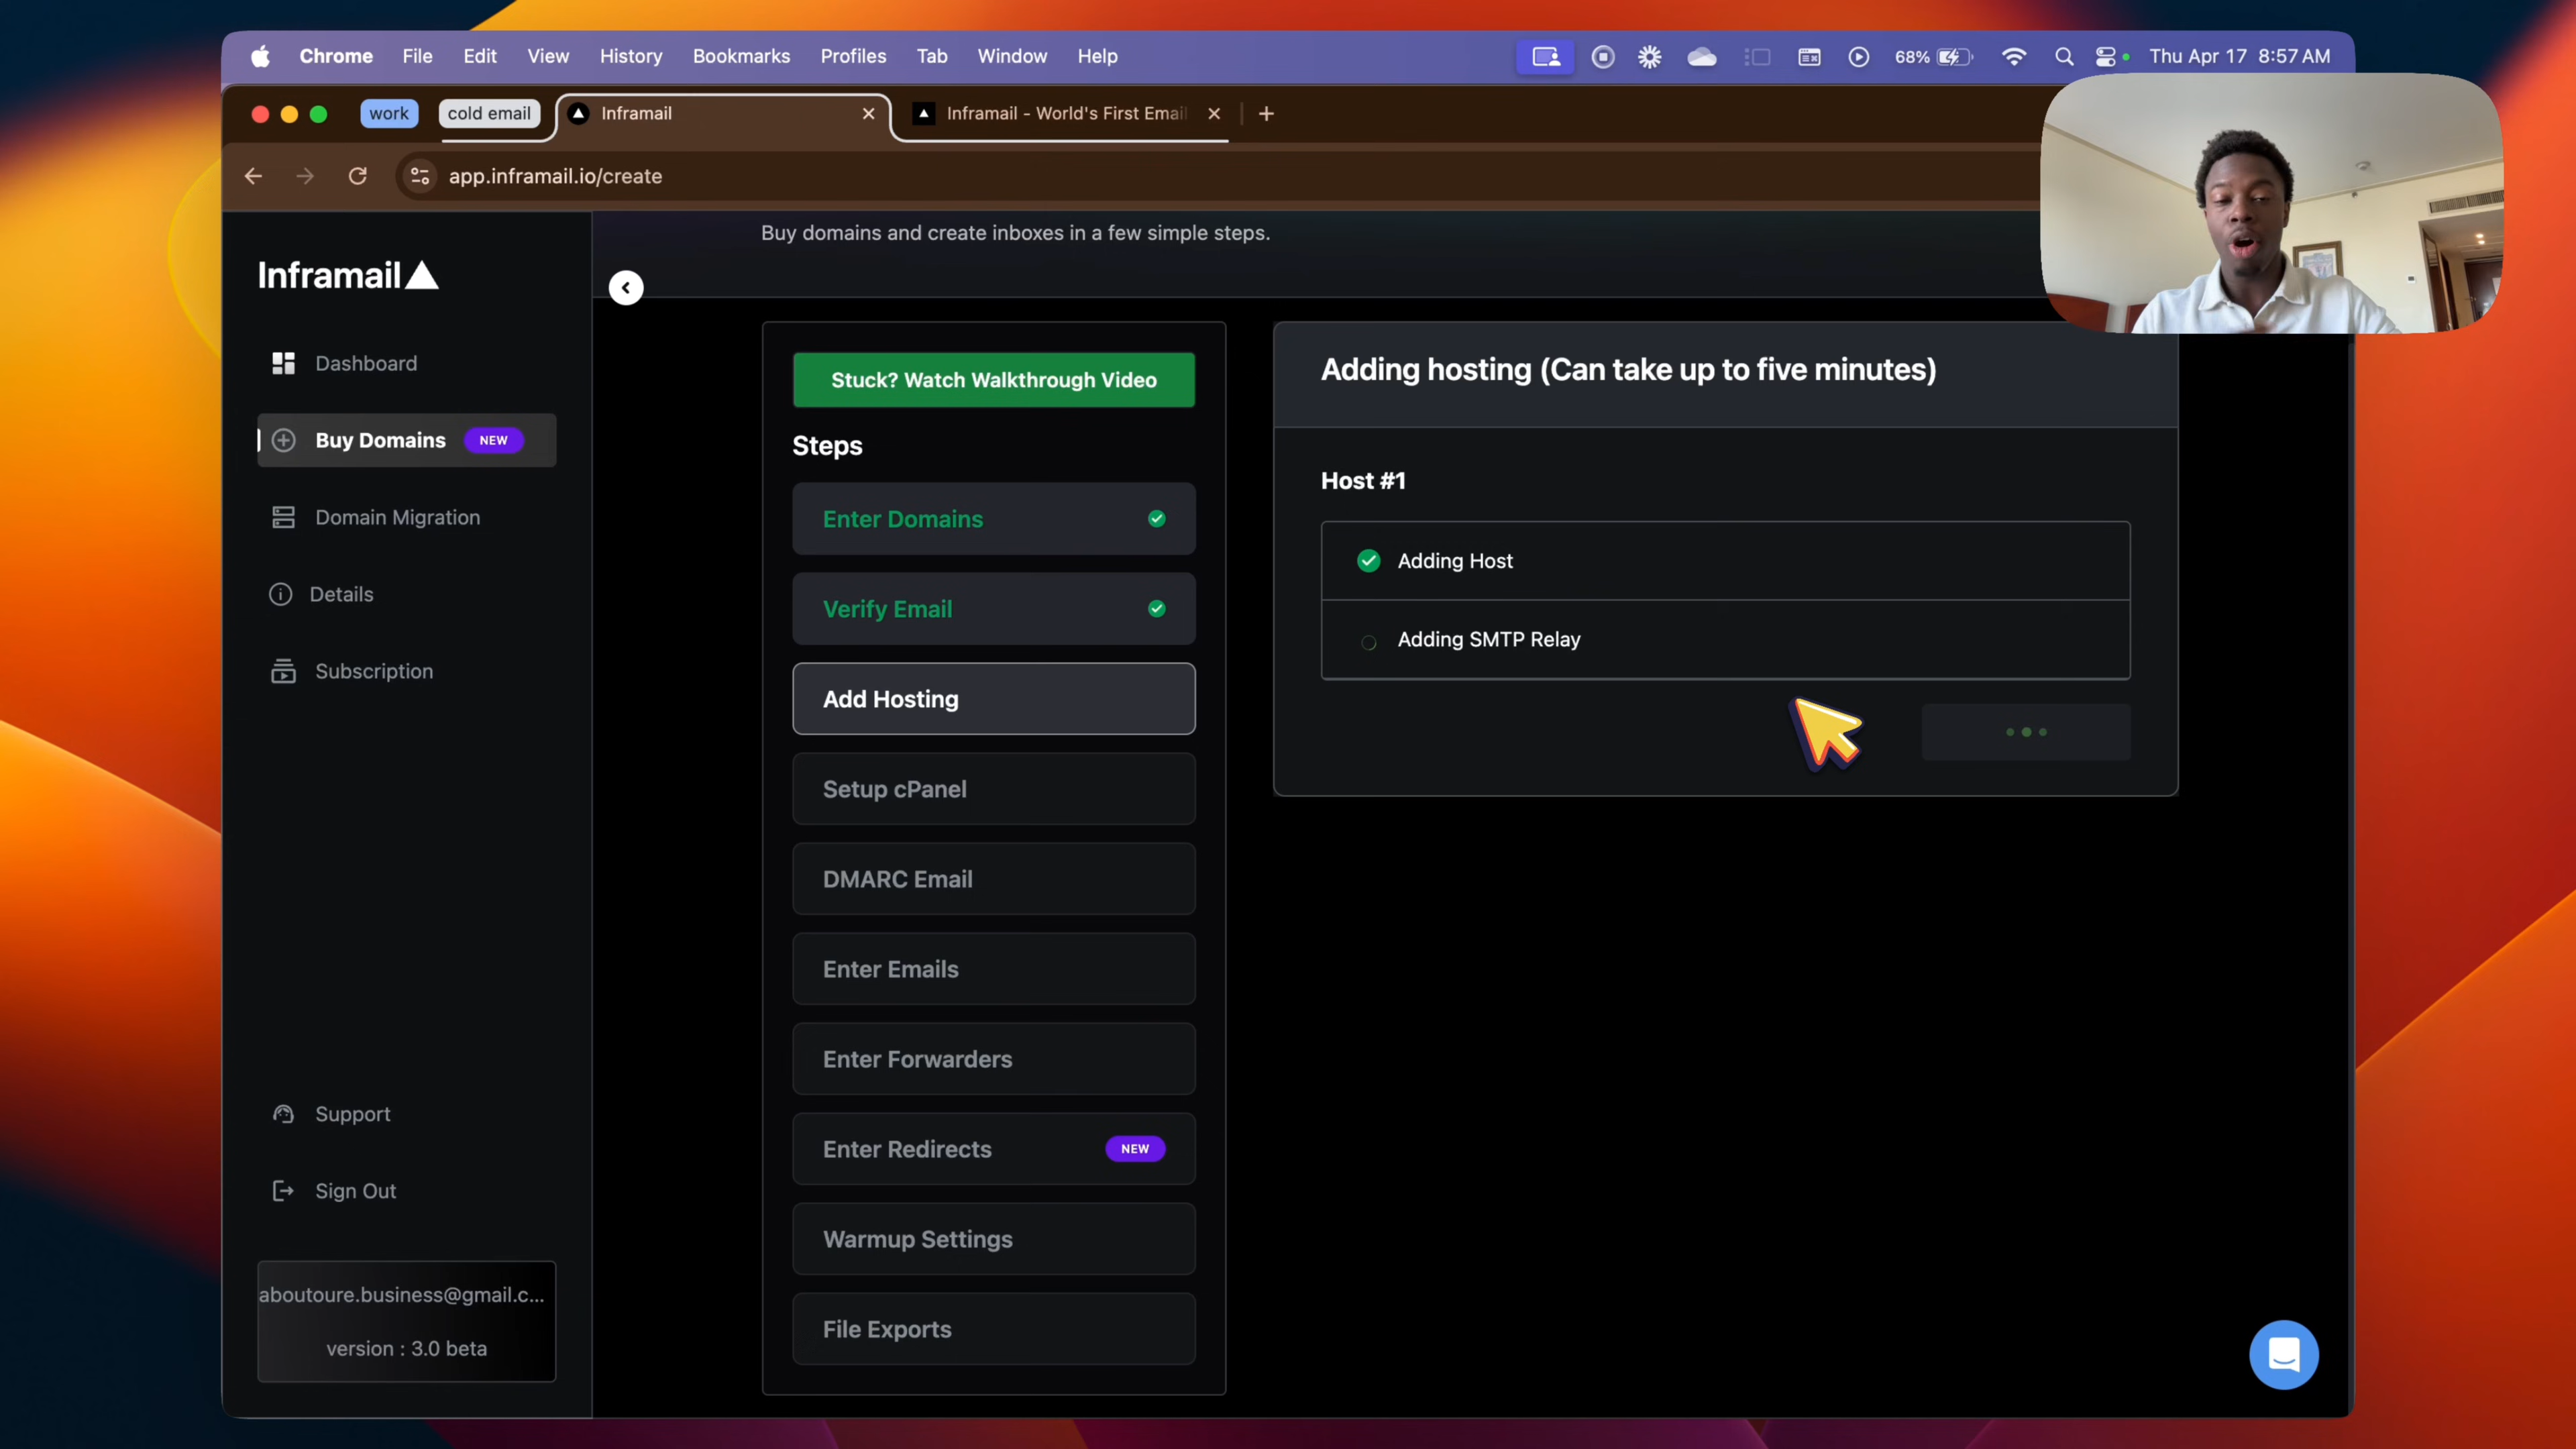 Chrome File Edit View History Bookmarks Profiles Tab Window Help 68% Thu Apr 17 8:57 AM
work cold email Inframail Inframail - World's First Email
app.inframail.io/create
Inframail
Dashboard
Buy Domains NEW
Domain Migration
Details
Subscription
Support
Sign Out
aboutoure.business@gmail.c...
version : 3.0 beta
Buy domains and create inboxes in a few simple steps.
Stuck? Watch Walkthrough Video
Steps
Enter Domains
Verify Email
Add Hosting
Setup cPanel
DMARC Email
Enter Emails
Enter Forwarders
Enter Redirects NEW
Warmup Settings
File Exports
Adding hosting (Can take up to five minutes)
Host #1
Adding Host
Adding SMTP Relay